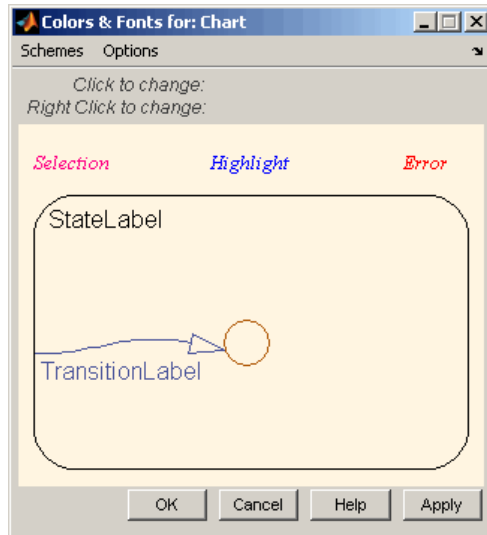 Colors & Fonts for: Chart
Schemes Options
Click to change:
Right Click to change:
Selection Highlight Error
StateLabel
TransitionLabel
OK Cancel Help Apply